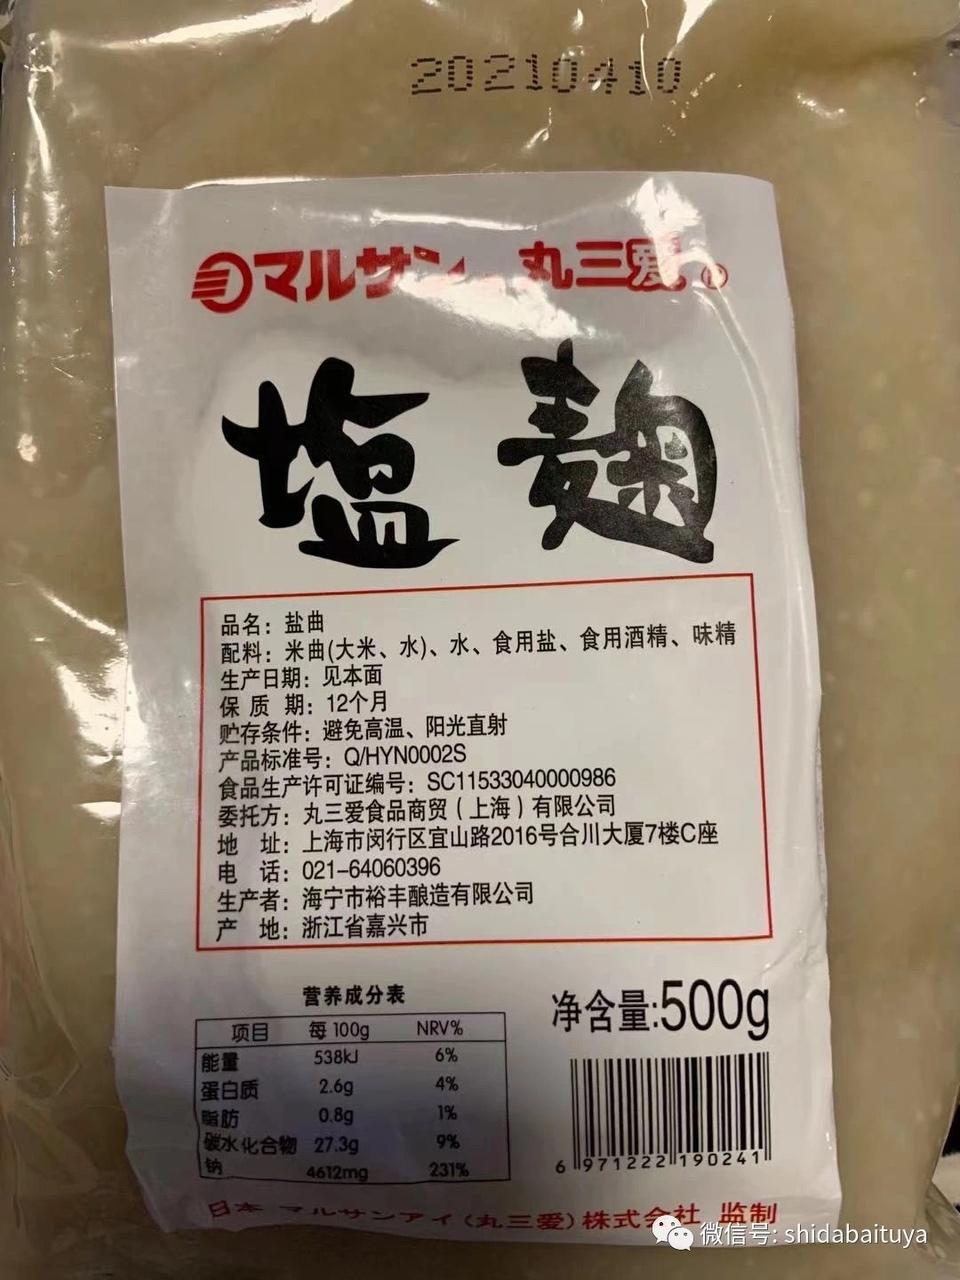 20210410
マルサン 丸三爱®
塩麹
品名：盐曲
配料：米曲(大米、水)、水、食用盐、食用酒精、味精
生产日期：见本面
保质期：12个月
贮存条件：避免高温、阳光直射
产品标准号：Q/HYN0002S
食品生产许可证编号：SC11533040000986
委托方：丸三爱食品商贸（上海）有限公司
地 址：上海市闵行区宜山路2016号合川大厦7楼C座
电 话：021-64060396
生产者：海宁市裕丰酿造有限公司
产 地：浙江省嘉兴市
营养成分表
项目 每100g NRV%
能量 538kJ 6%
蛋白质 2.6g 4%
脂肪 0.8g 1%
碳水化合物 27.3g 9%
钠 4612mg 231%
净含量:500g
6 971222 190241
日本 マルサンアイ(丸三爱)株式会社 监制
微信号: shidabaituya